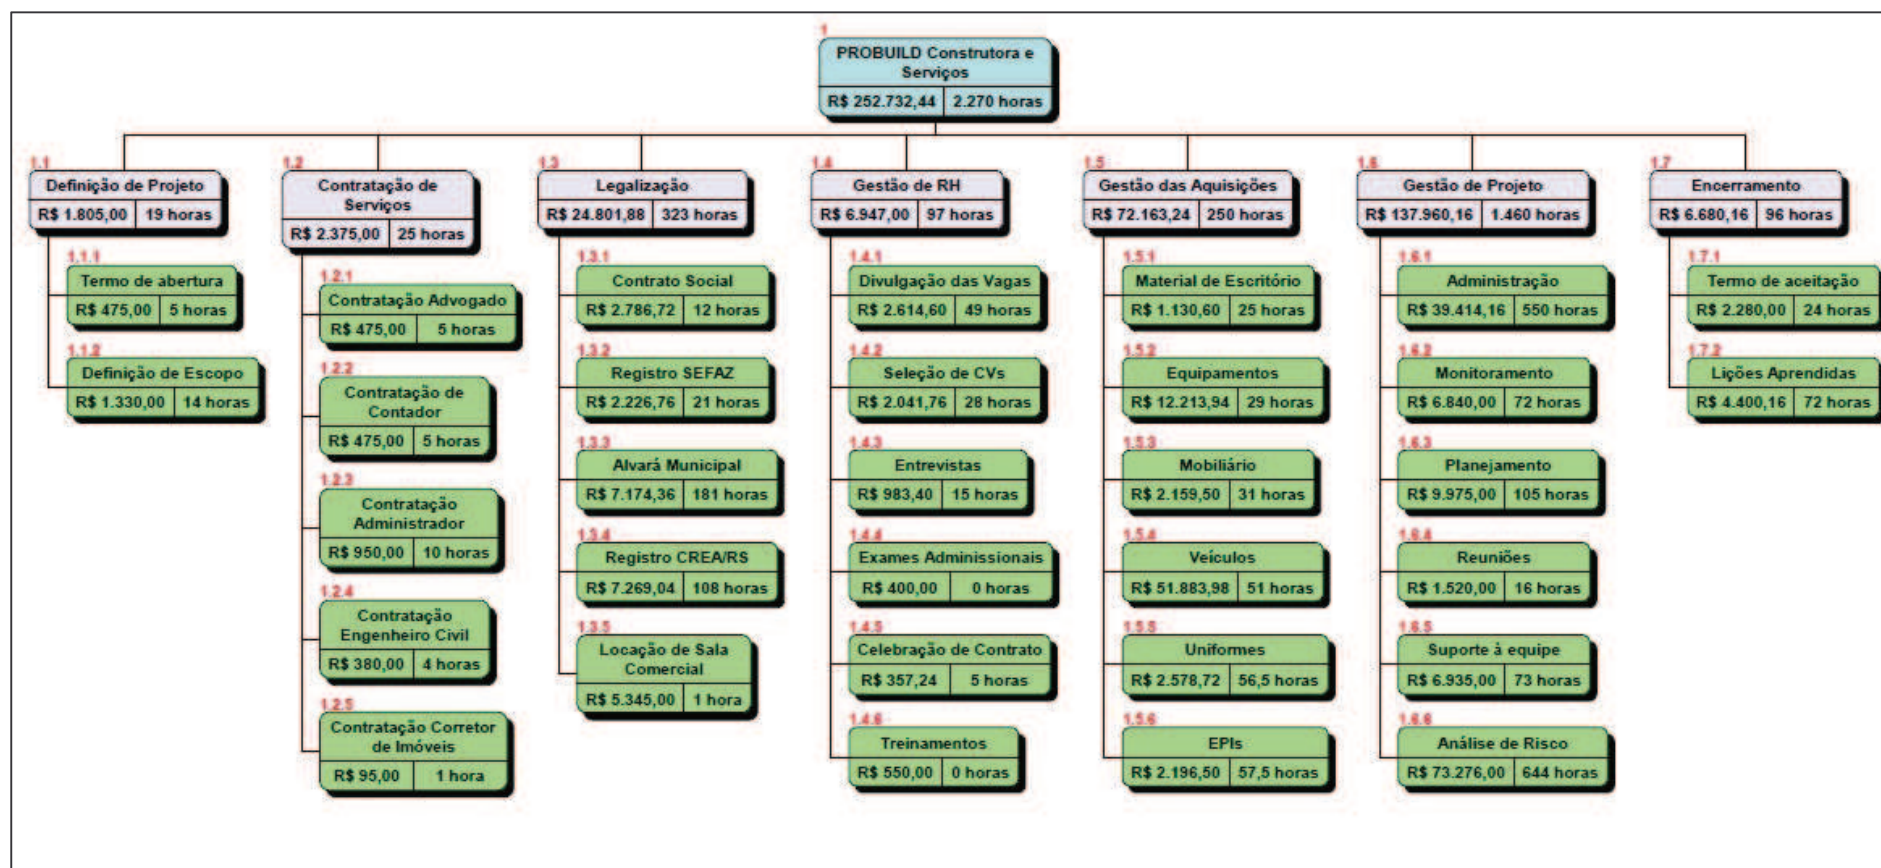 1
PROBUILD Construtora e
Serviços
R$ 252.732,44 2.270 horas
1.1
Definição de Projeto
R$ 1.805,00 19 horas
1.1.1
Termo de abertura
R$ 475,00 5 horas
1.1.2
Definição de Escopo
R$ 1.330,00 14 horas
1.2
Contratação de
Serviços
R$ 2.375,00 25 horas
1.2.1
Contratação Advogado
R$ 475,00 5 horas
1.2.2
Contratação de
Contador
R$ 475,00 5 horas
1.2.3
Contratação
Administrador
R$ 950,00 10 horas
1.2.4
Contratação
Engenheiro Civil
R$ 380,00 4 horas
1.2.5
Contratação Corretor
de Imóveis
R$ 95,00 1 hora
1.3
Legalização
R$ 24.801,88 323 horas
1.3.1
Contrato Social
R$ 2.786,72 12 horas
1.3.2
Registro SEFAZ
R$ 2.226,76 21 horas
1.3.3
Alvará Municipal
R$ 7.174,36 181 horas
1.3.4
Registro CREA/RS
R$ 7.269,04 108 horas
1.3.5
Locação de Sala
Comercial
R$ 5.345,00 1 hora
1.4
Gestão de RH
R$ 6.947,00 97 horas
1.4.1
Divulgação das Vagas
R$ 2.614,60 49 horas
1.4.2
Seleção de CVs
R$ 2.041,76 28 horas
1.4.3
Entrevistas
R$ 983,40 15 horas
1.4.4
Exames Adminissionais
R$ 400,00 0 horas
1.4.5
Celebração de Contrato
R$ 357,24 5 horas
1.4.6
Treinamentos
R$ 550,00 0 horas
1.5
Gestão das Aquisições
R$ 72.163,24 250 horas
1.5.1
Material de Escritório
R$ 1.130,60 25 horas
1.5.2
Equipamentos
R$ 12.213,94 29 horas
1.5.3
Mobiliário
R$ 2.159,50 31 horas
1.5.4
Veículos
R$ 51.883,98 51 horas
1.5.5
Uniformes
R$ 2.578,72 56,5 horas
1.5.6
EPIs
R$ 2.196,50 57,5 horas
1.6
Gestão de Projeto
R$ 137.960,16 1.460 horas
1.6.1
Administração
R$ 39.414,16 550 horas
1.6.2
Monitoramento
R$ 6.840,00 72 horas
1.6.3
Planejamento
R$ 9.975,00 105 horas
1.6.4
Reuniões
R$ 1.520,00 16 horas
1.6.5
Suporte à equipe
R$ 6.935,00 73 horas
1.6.6
Análise de Risco
R$ 73.276,00 644 horas
1.7
Encerramento
R$ 6.680,16 96 horas
1.7.1
Termo de aceitação
R$ 2.280,00 24 horas
1.7.2
Lições Aprendidas
R$ 4.400,16 72 horas